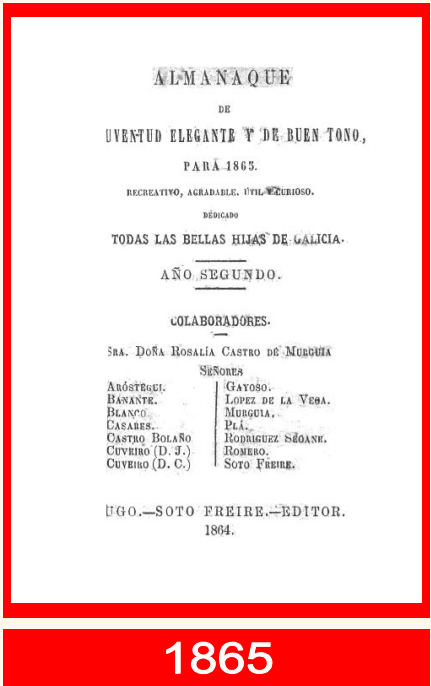 ALMANAQUE
DE
UVENTUD ELEGANTE Y DE BUEN TONO,
PARA 1865.
RECREATIVO, AGRADABLE, ÚTIL Y CURIOSO.
DÉDICADO
TODAS LAS BELLAS HIJAS DE GALICIA.
AÑO SEGUNDO.
COLABORADORES.
SRA. DOÑA ROSALÍA CASTRO DE MURGUIA
SEÑORES
ARÓSTEGUI.
BAÑANTE.
BLANCO
CASARES.
CASTRO BOLAÑO
CUVEIRO (D. J.)
CUVEIRO (D. C.)
GAYOSO.
LOPEZ DE LA VEGA.
MURGUIA.
PLÁ.
RODRIGUEZ SEOANE.
ROMERO.
SOTO FREIRE.
UGO.—SOTO FREIRE.—EDITOR.
1864.
1865